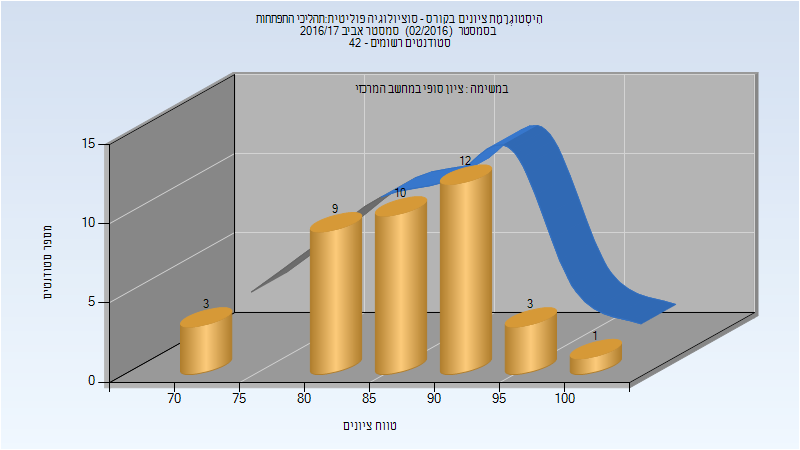 היסטוגרמת ציונים בקורס - סוציולוגיה פוליטית:תהליכי התפתחות
בסמסטר (02/2016) סמסטר אביב 2016/17
סטודנטים רשומים - 42
במשימה : ציון סופי במחשב המרכזי
מספר סטודנטים
15
10
5
0
3
9
10
12
3
1
70 75 80 85 90 95 100
טווח ציונים